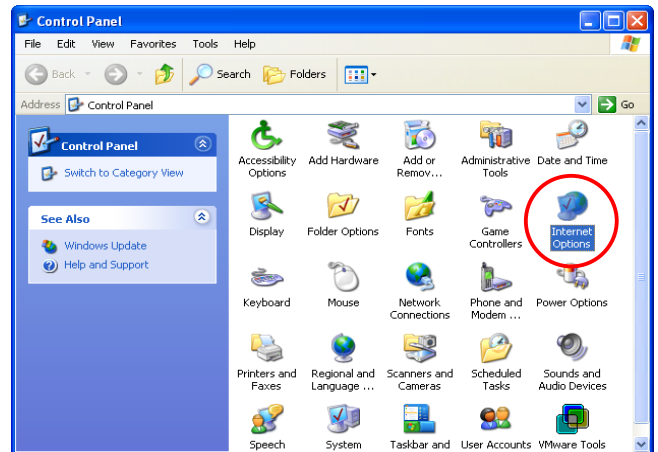 Control Panel
File Edit View Favorites Tools Help
Back Search Folders
Address Control Panel Go
Control Panel
Switch to Category View
See Also
Windows Update
Help and Support
Accessibility Options
Add Hardware
Add or Remov...
Administrative Tools
Date and Time
Display
Folder Options
Fonts
Game Controllers
Internet Options
Keyboard
Mouse
Network Connections
Phone and Modem ...
Power Options
Printers and Faxes
Regional and Language ...
Scanners and Cameras
Scheduled Tasks
Sounds and Audio Devices
Speech
System
Taskbar and
User Accounts
VMware Tools